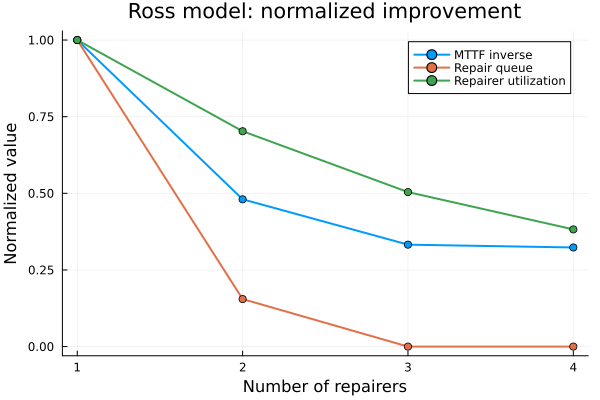 Ross model: normalized improvement
Normalized value
1.00
0.75
0.50
0.25
0.00
MTTF inverse
Repair queue
Repairer utilization
1
2
3
4
Number of repairers